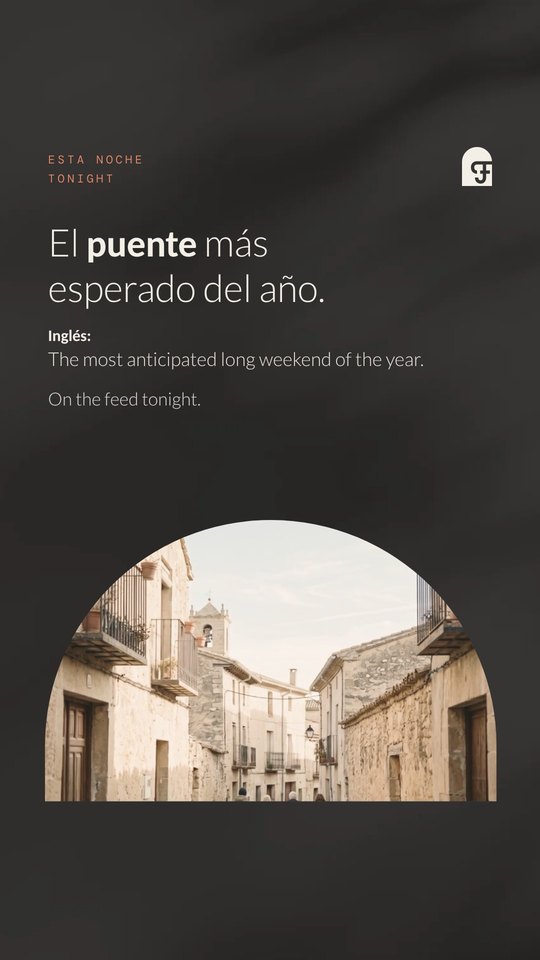 ESTA NOCHE
TONIGHT
El puente más
esperado del año.
Inglés:
The most anticipated long weekend of the year.
On the feed tonight.